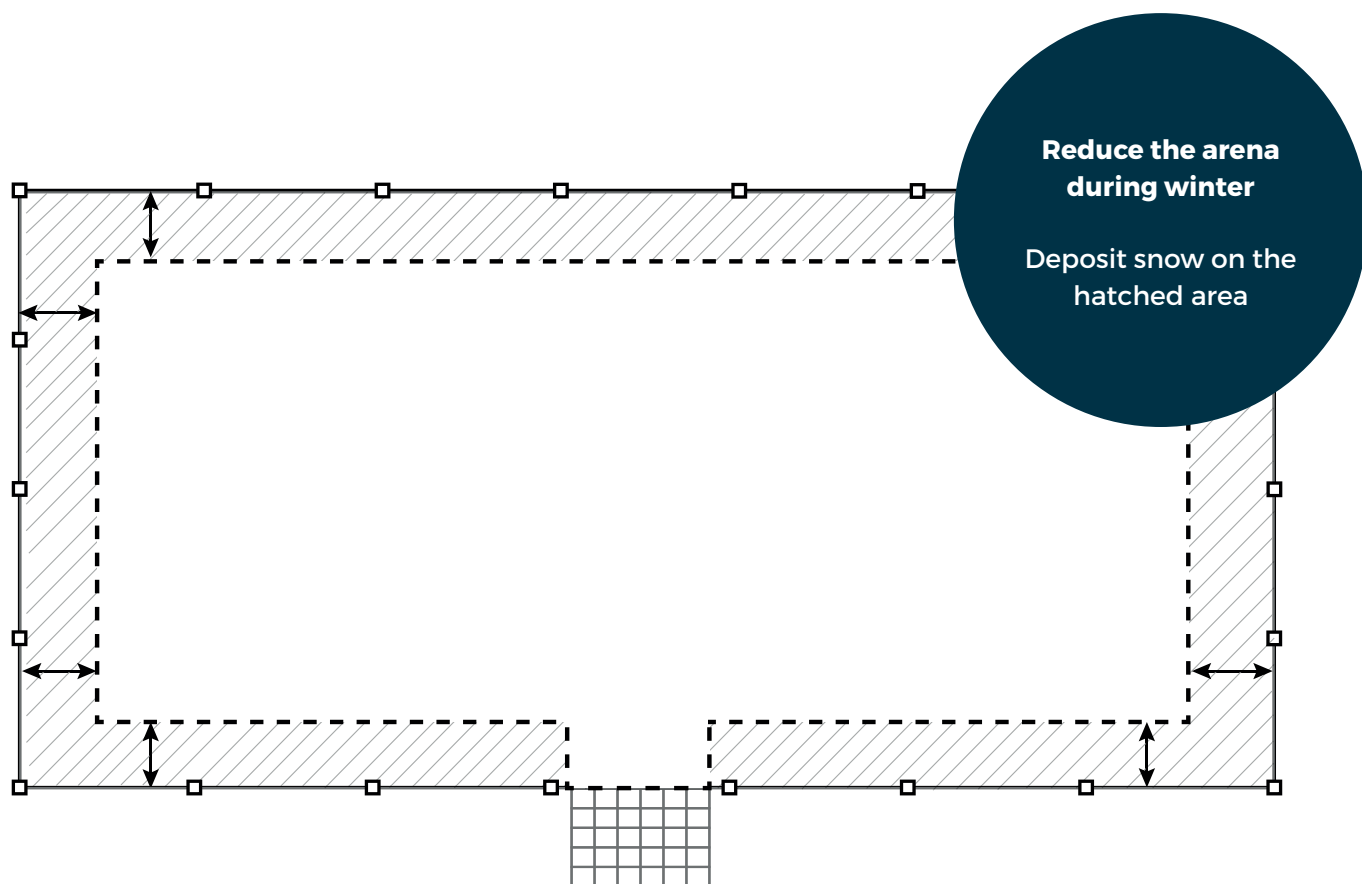 Reduce the arena
during winter
Deposit snow on the
hatched area